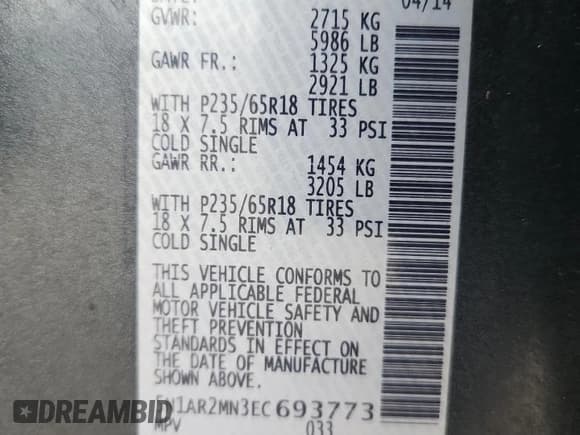 04/14
GVWR: 2715 KG
5986 LB
GAWR FR.: 1325 KG
2921 LB
WITH P235/65R18 TIRES
18 X 7.5 RIMS AT 33 PSI
COLD SINGLE
GAWR RR.: 1454 KG
3205 LB
WITH P235/65R18 TIRES
18 X 7.5 RIMS AT 33 PSI
COLD SINGLE
THIS VEHICLE CONFORMS TO
ALL APPLICABLE FEDERAL
MOTOR VEHICLE SAFETY AND
THEFT PREVENTION
STANDARDS IN EFFECT ON
THE DATE OF MANUFACTURE
SHOWN ABOVE.
5N1AR2MN3EC693773
MPV 033
DREAMBID